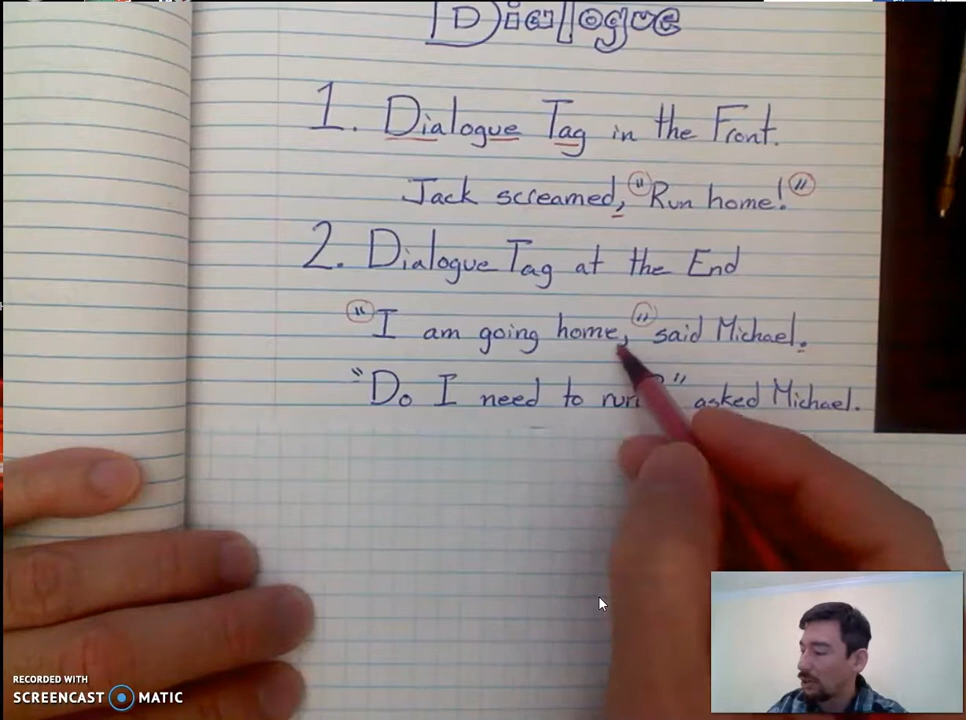 Dialogue
1. Dialogue Tag in the Front.
Jack screamed, "Run home!"
2. Dialogue Tag at the End
"I am going home," said Michael.
"Do I need to run?" asked Michael.
RECORDED WITH
SCREENCAST MATIC